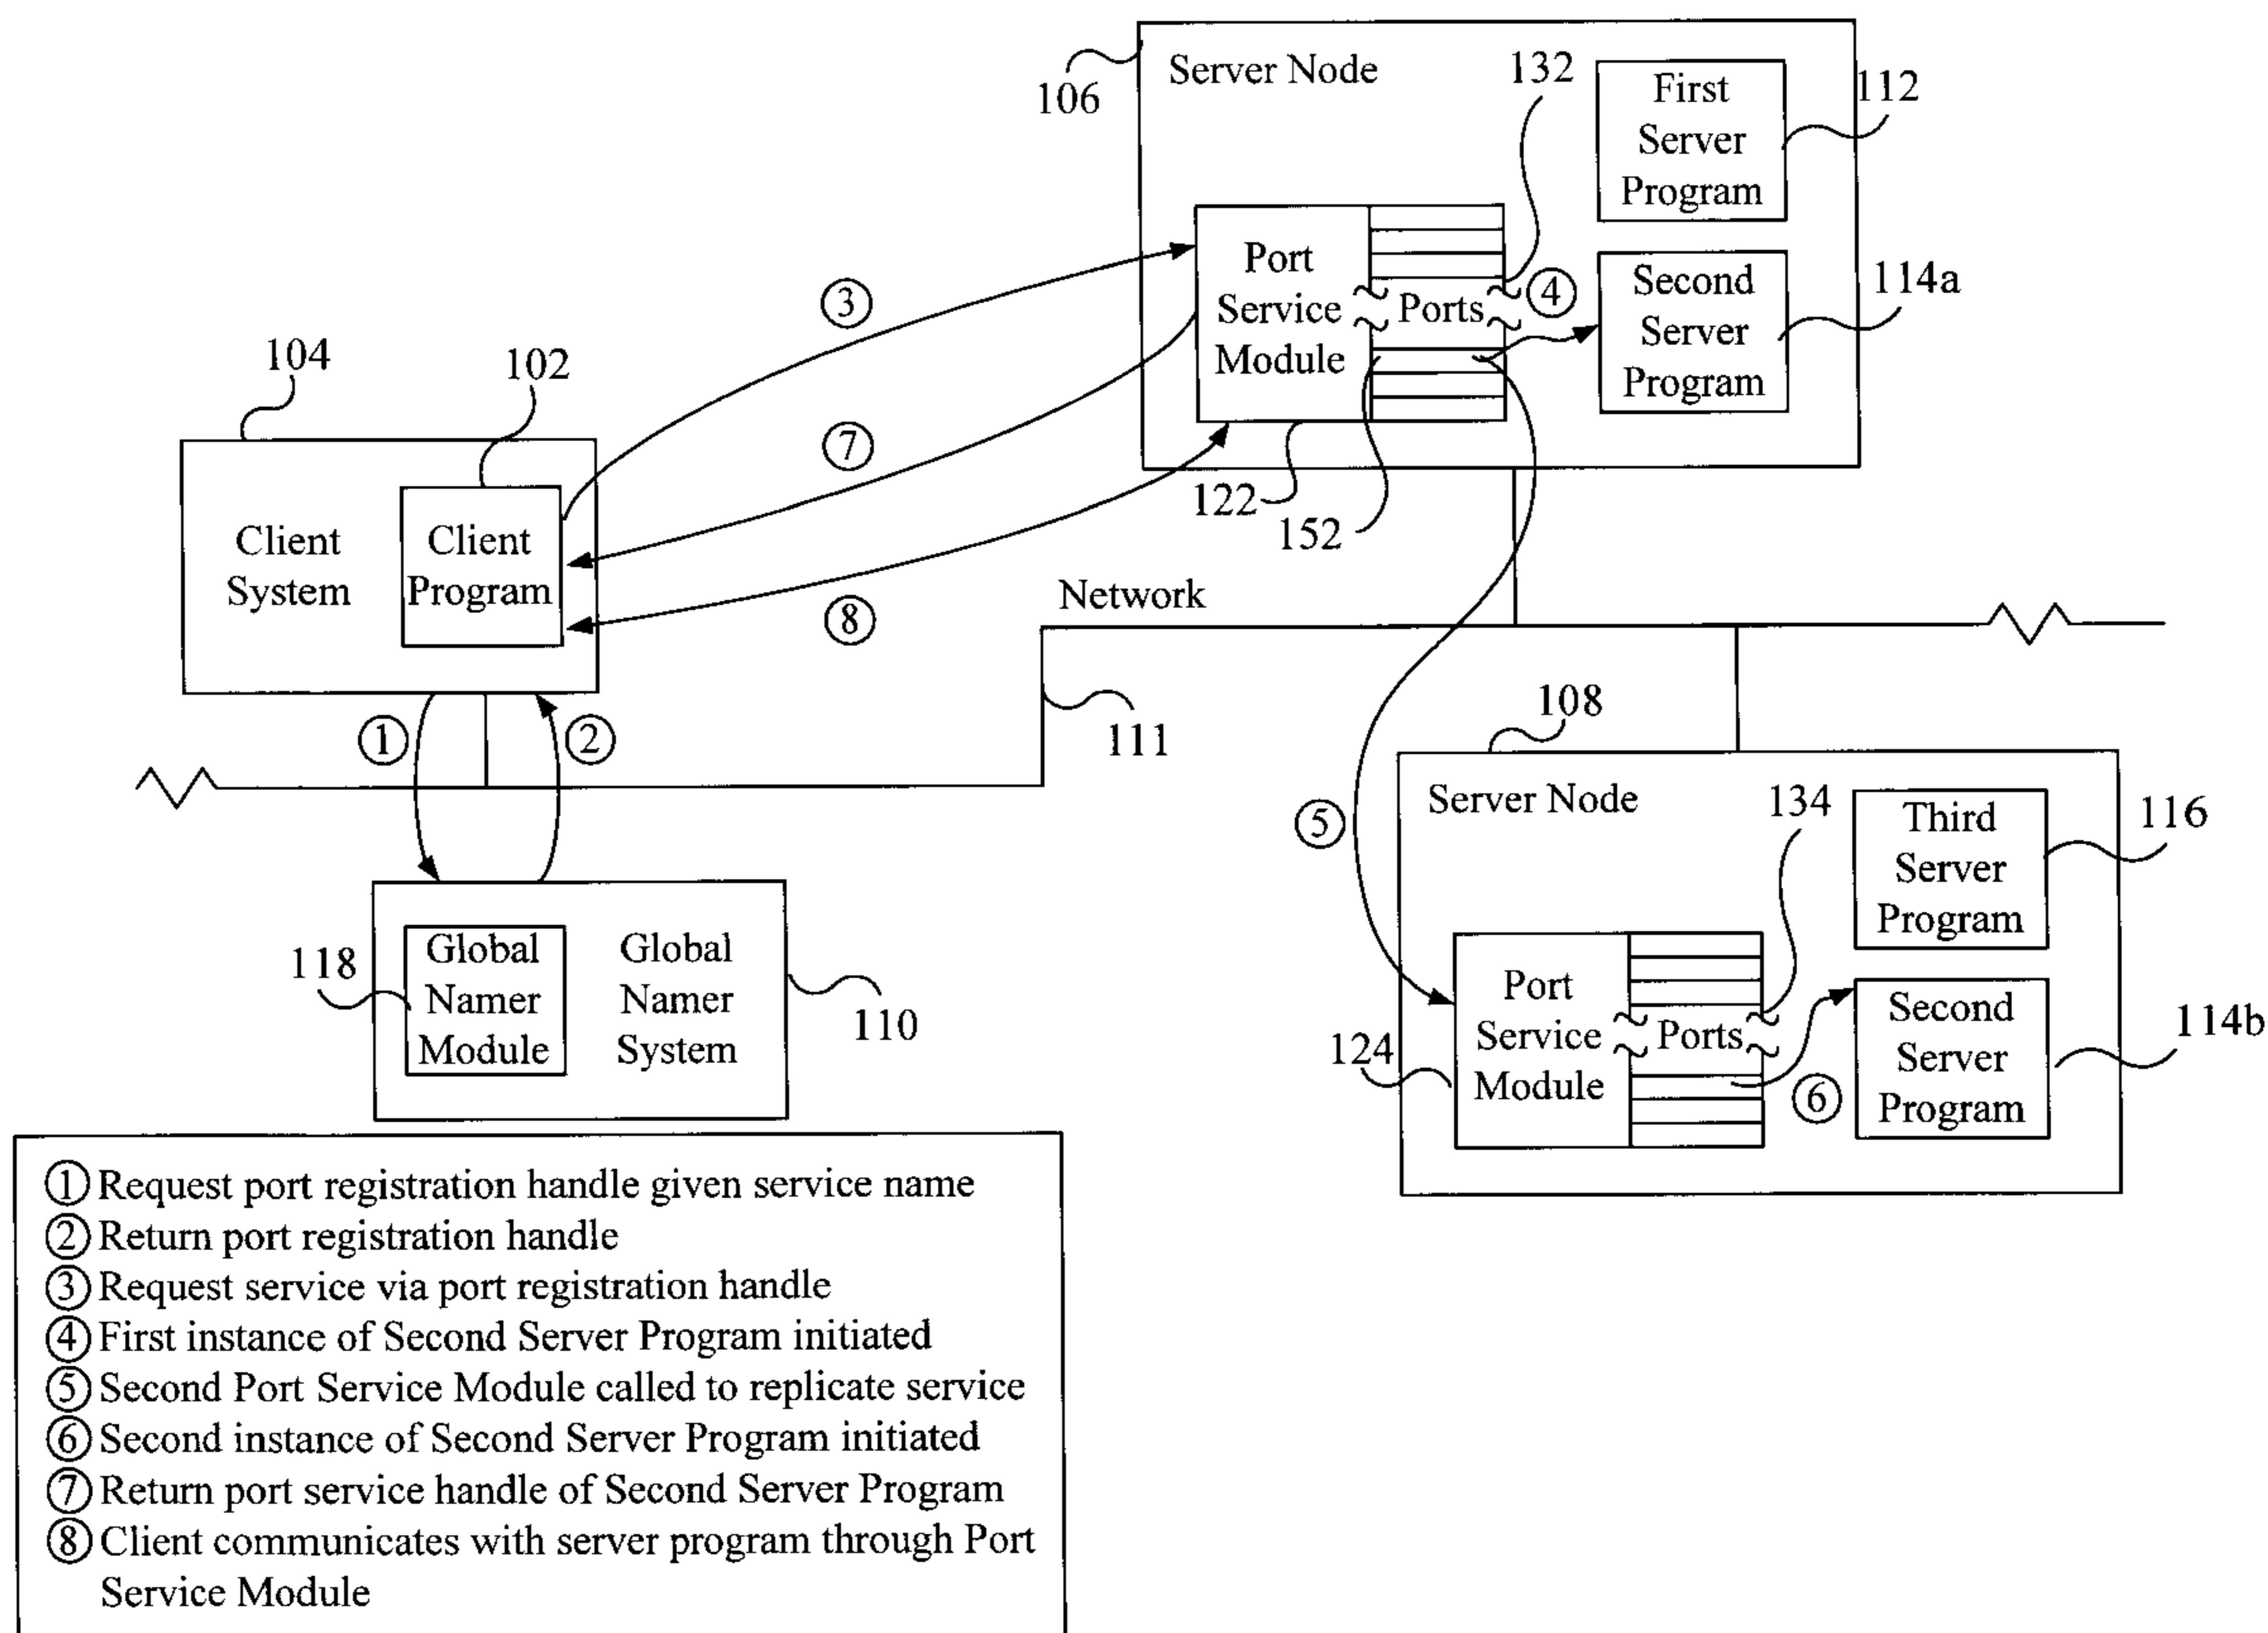 106
Server Node
132
First
Server
Program
112
Port
Service
Module
Ports
④
Second
Server
Program
114a
122
152
104
102
Client
System
Client
Program
③
⑦
⑧
Network
111
①
②
118
Global
Namer
Module
Global
Namer
System
110
⑤
108
Server Node
134
Third
Server
Program
116
124
Port
Service
Module
Ports
⑥
Second
Server
Program
114b
① Request port registration handle given service name
② Return port registration handle
③ Request service via port registration handle
④ First instance of Second Server Program initiated
⑤ Second Port Service Module called to replicate service
⑥ Second instance of Second Server Program initiated
⑦ Return port service handle of Second Server Program
⑧ Client communicates with server program through Port
Service Module